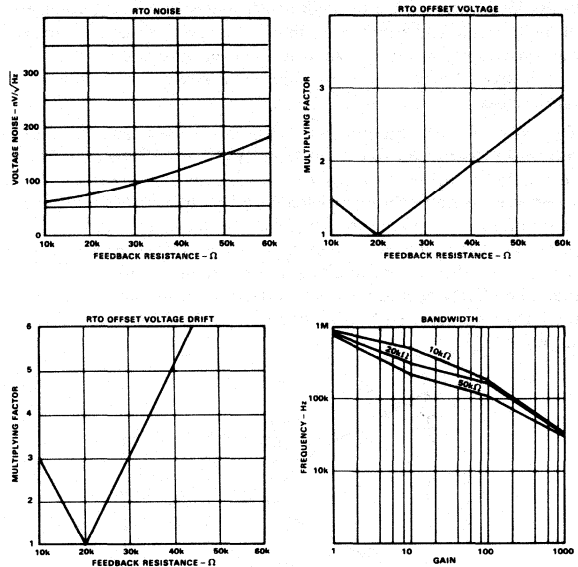 RTO NOISE
VOLTAGE NOISE – nV/√Hz
300
200
100
0
10k 20k 30k 40k 50k 60k
FEEDBACK RESISTANCE – Ω
RTO OFFSET VOLTAGE
MULTIPLYING FACTOR
3
2
1
10k 20k 30k 40k 50k 60k
FEEDBACK RESISTANCE – Ω
RTO OFFSET VOLTAGE DRIFT
MULTIPLYING FACTOR
6
5
4
3
2
1
10k 20k 30k 40k 50k 60k
FEEDBACK RESISTANCE – Ω
BANDWIDTH
FREQUENCY – Hz
1M
100k
10k
10kΩ
20kΩ
50kΩ
1 10 100 1000
GAIN